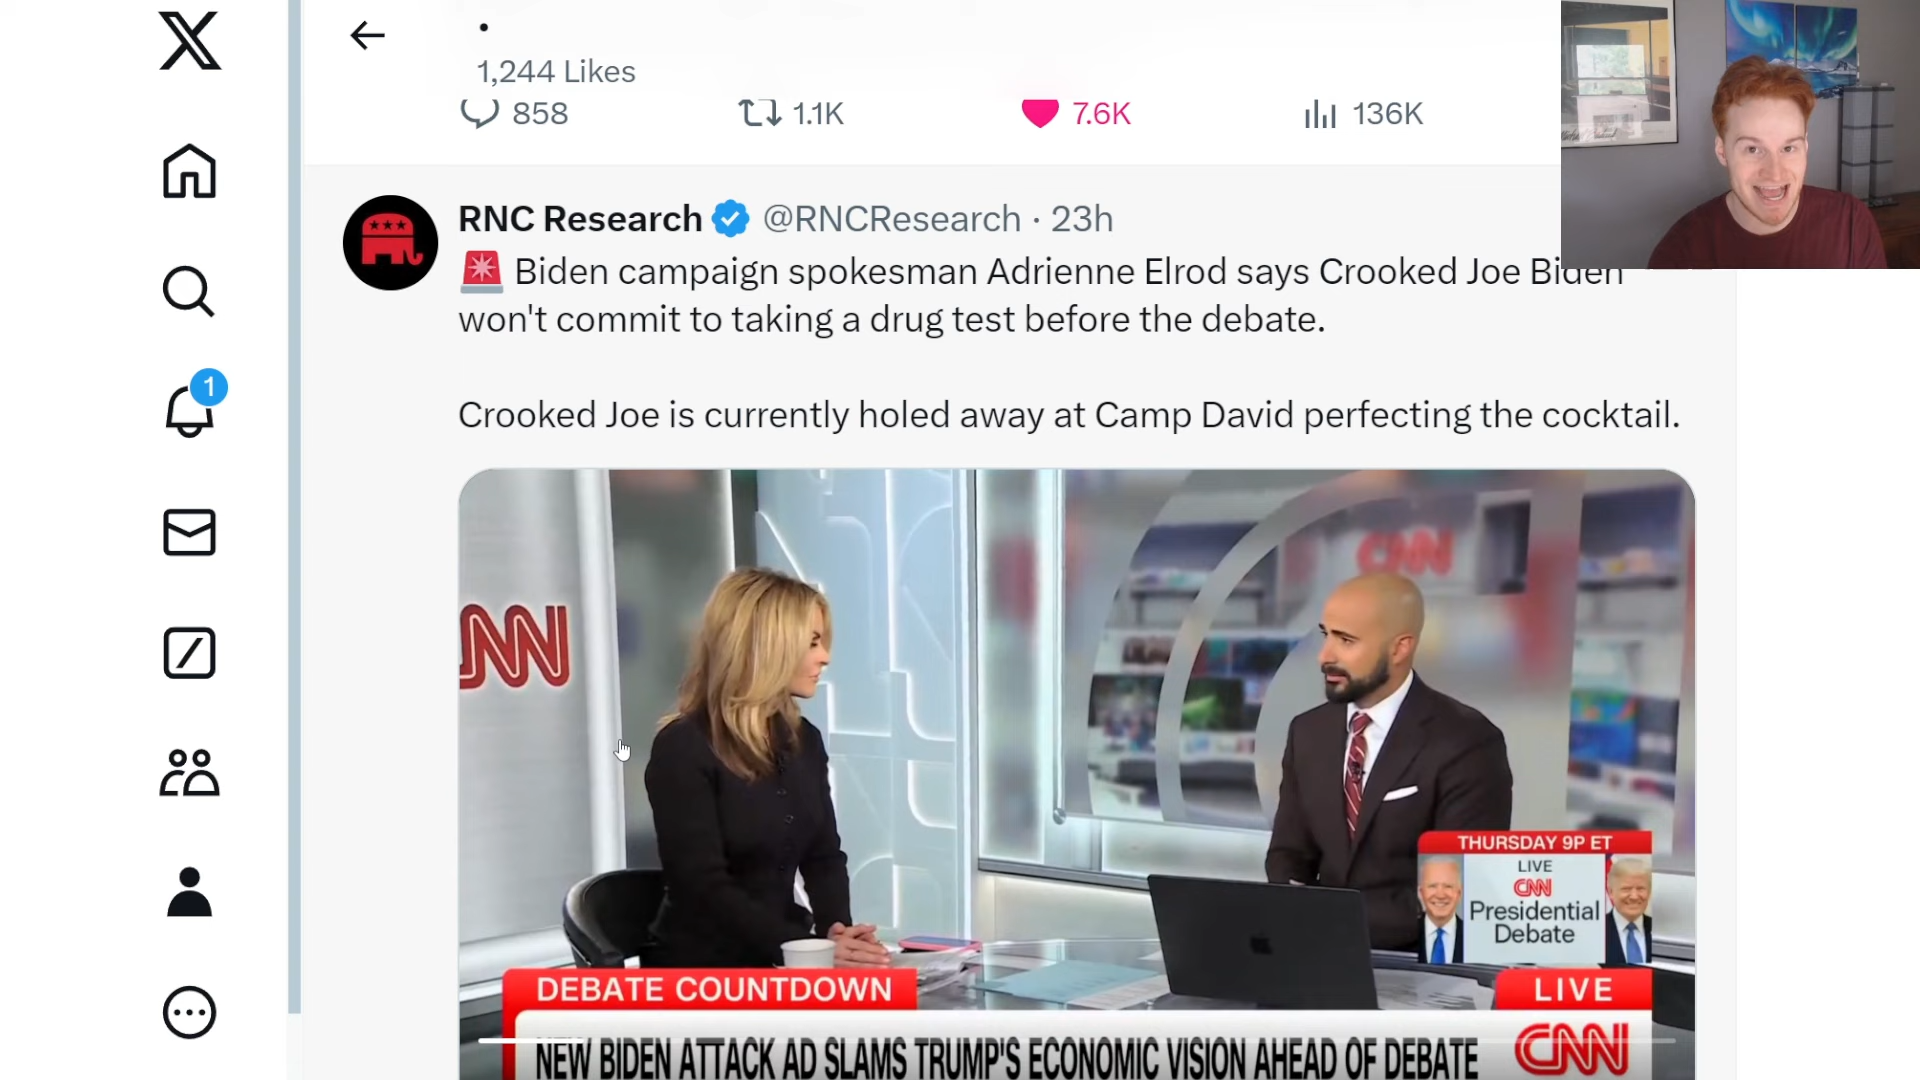 1,244 Likes
858 1.1K 7.6K 136K
RNC Research @RNCResearch · 23h
🚨 Biden campaign spokesman Adrienne Elrod says Crooked Joe Biden
won't commit to taking a drug test before the debate.
Crooked Joe is currently holed away at Camp David perfecting the cocktail.
1
CNN
NN
THURSDAY 9P ET
LIVE
CNN
Presidential
Debate
DEBATE COUNTDOWN
LIVE
NEW BIDEN ATTACK AD SLAMS TRUMP'S ECONOMIC VISION AHEAD OF DEBATE
CNN